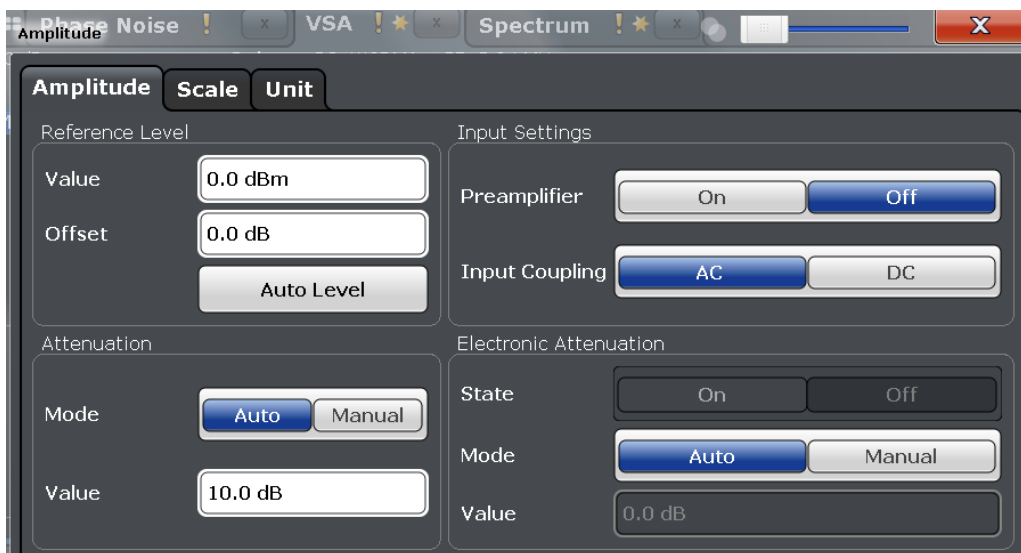 Phase Noise ! x VSA ! x Spectrum ! x
Amplitude X
Amplitude Scale Unit
Reference Level
Value 0.0 dBm
Offset 0.0 dB
Auto Level
Input Settings
Preamplifier On Off
Input Coupling AC DC
Attenuation
Mode Auto Manual
Value 10.0 dB
Electronic Attenuation
State On Off
Mode Auto Manual
Value 0.0 dB